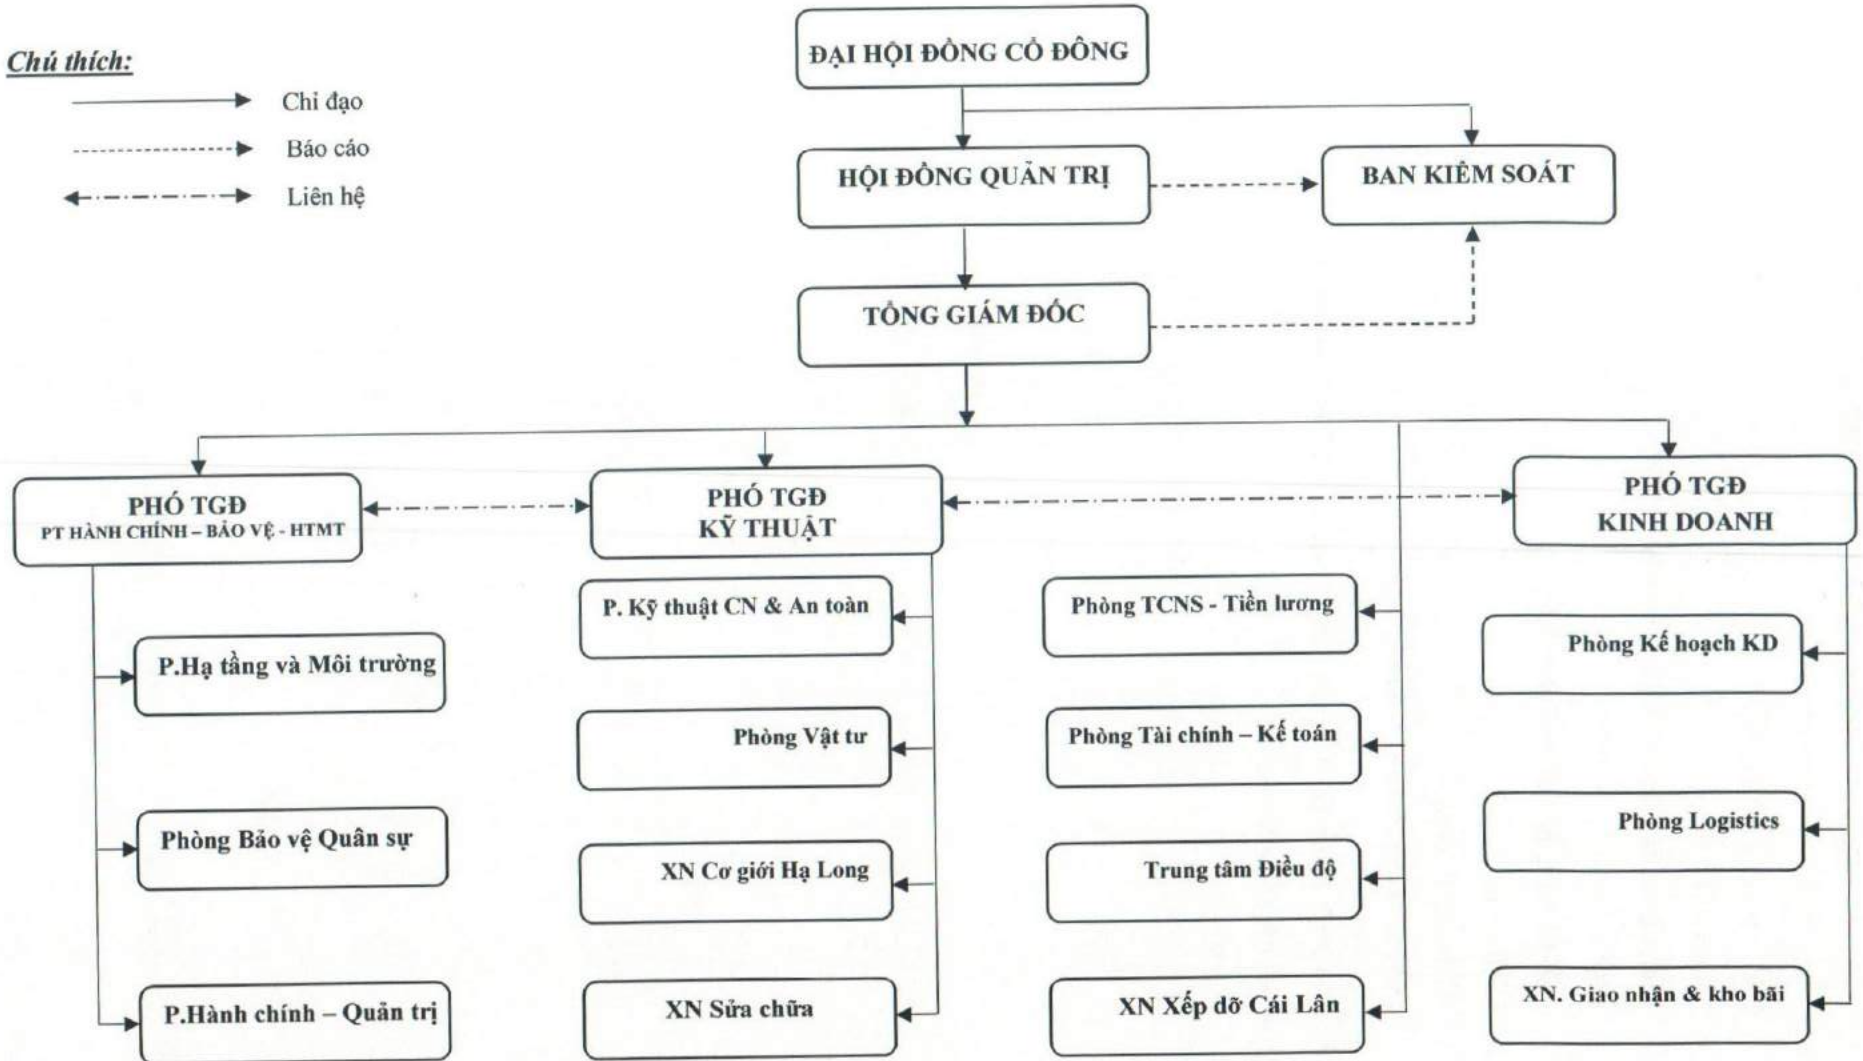 Chú thích:
Chỉ đạo
Báo cáo
Liên hệ
ĐẠI HỘI ĐỒNG CỔ ĐÔNG
HỘI ĐỒNG QUẢN TRỊ
BAN KIỂM SOÁT
TỔNG GIÁM ĐỐC
PHÓ TGĐ
PT HÀNH CHÍNH – BẢO VỆ - HTMT
PHÓ TGĐ
KỸ THUẬT
PHÓ TGĐ
KINH DOANH
P.Hạ tầng và Môi trường
Phòng Bảo vệ Quân sự
P.Hành chính – Quản trị
P. Kỹ thuật CN & An toàn
Phòng Vật tư
XN Cơ giới Hạ Long
XN Sửa chữa
Phòng TCNS - Tiền lương
Phòng Tài chính – Kế toán
Trung tâm Điều độ
XN Xếp dỡ Cái Lân
Phòng Kế hoạch KD
Phòng Logistics
XN. Giao nhận & kho bãi